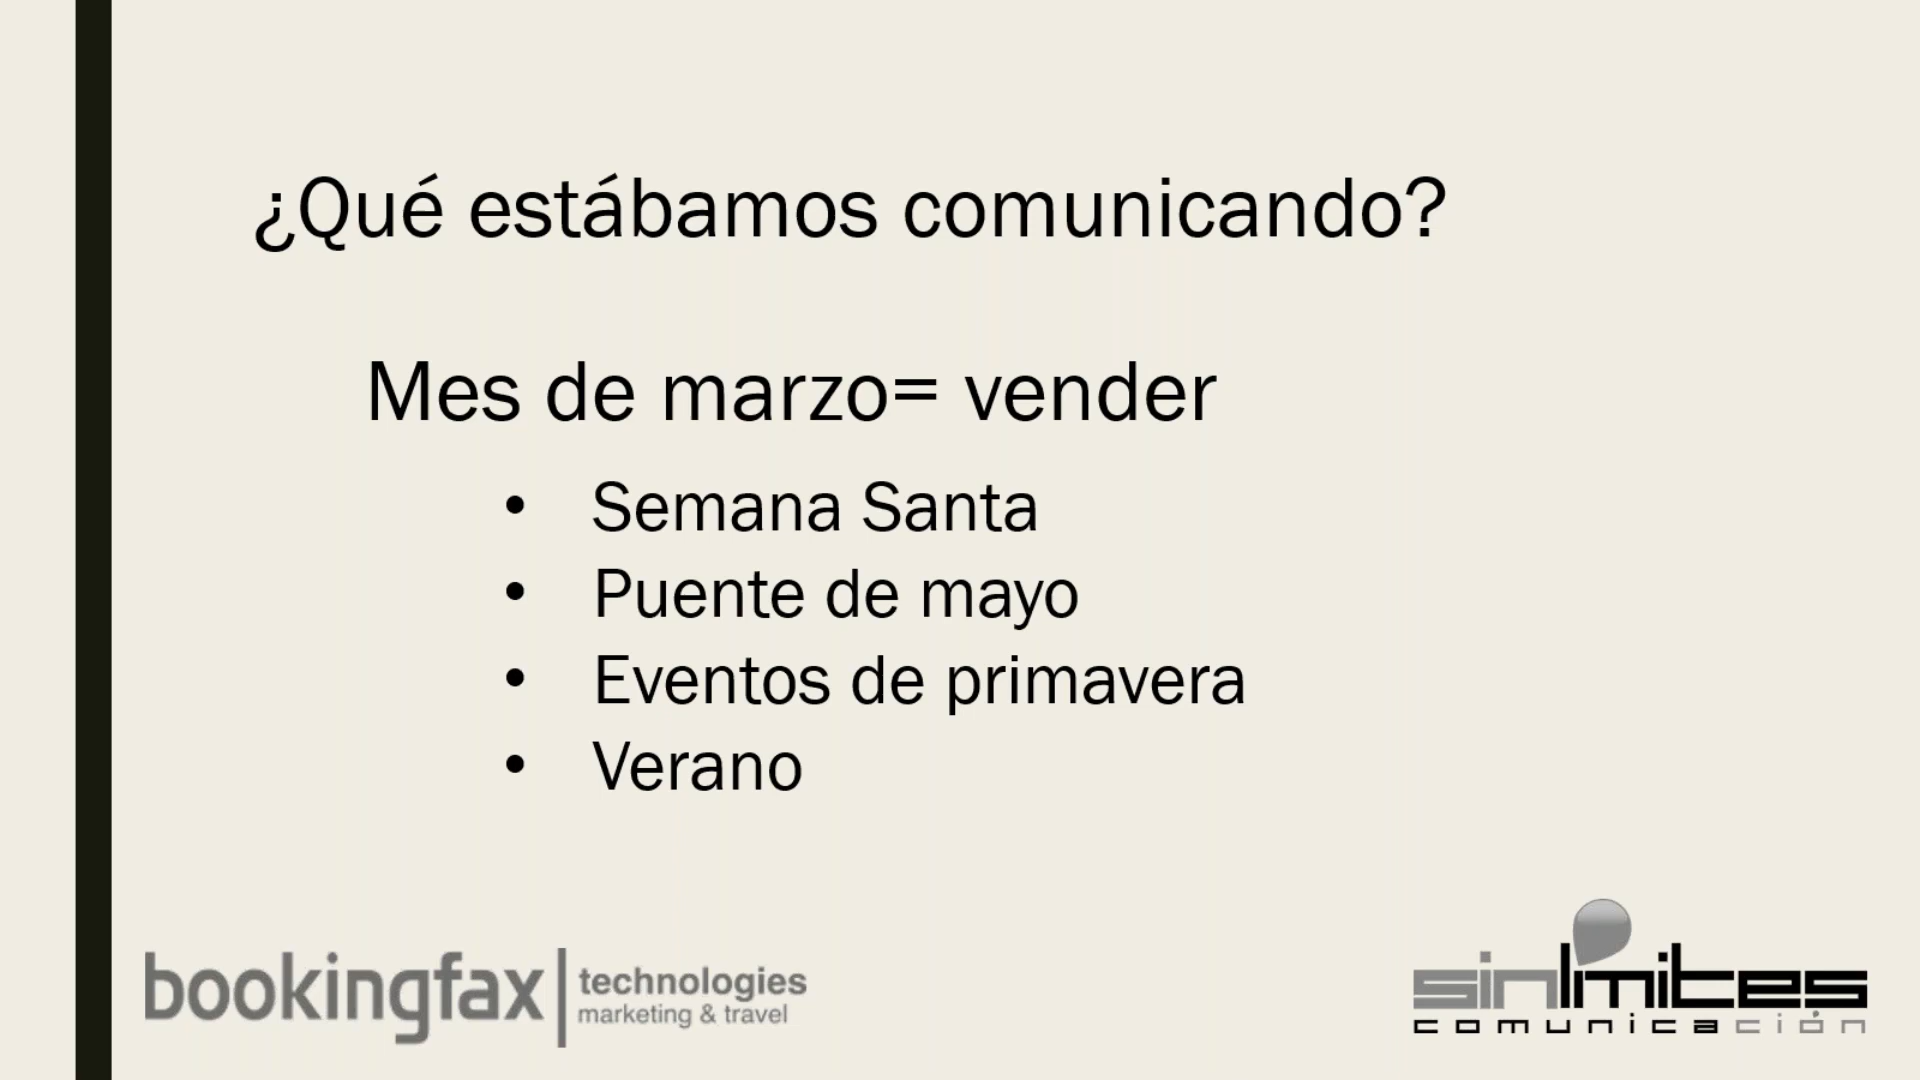 ¿Qué estábamos comunicando?
Mes de marzo= vender
• Semana Santa
• Puente de mayo
• Eventos de primavera
• Verano
bookingfax technologies
marketing & travel
sinlimites
comunicación